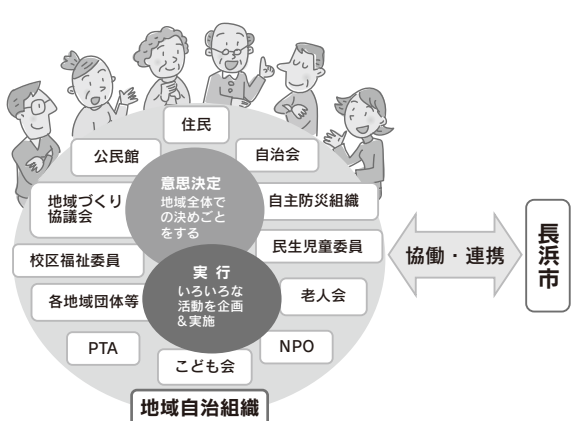 住民
公民館
自治会
意思決定
地域全体で
の決めごと
をする
地域づくり
協議会
自主防災組織
校区福祉委員
民生児童委員
実 行
いろいろな
活動を企画
＆実施
各地域団体等
老人会
PTA
NPO
こども会
地域自治組織
協働・連携
長浜市